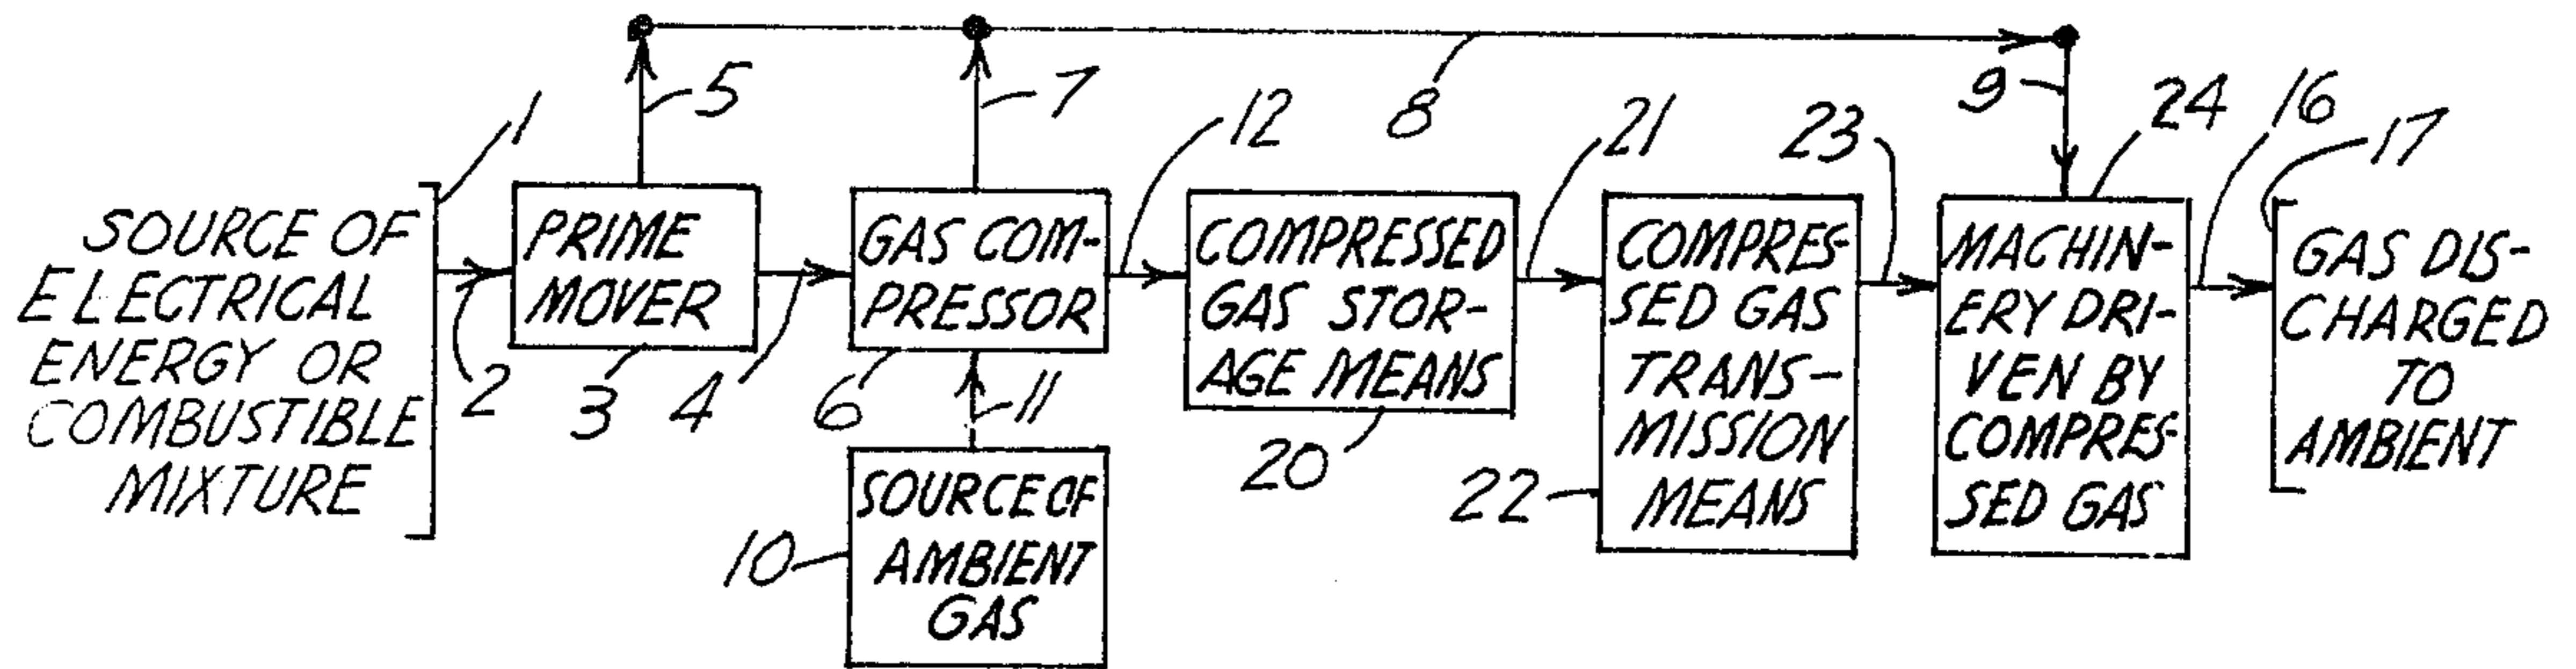 5
7
8
9
1
12
21
23
24
16
17
SOURCE OF
ELECTRICAL
ENERGY OR
COMBUSTIBLE
MIXTURE
2
PRIME
MOVER
3
4
GAS COM-
PRESSOR
6
11
SOURCE OF
AMBIENT
GAS
10
COMPRESSED
GAS STOR-
AGE MEANS
20
COMPRES-
SED GAS
TRANS-
MISSION
MEANS
22
MACHIN-
ERY DRI-
VEN BY
COMPRES-
SED GAS
GAS DIS-
CHARGED
TO
AMBIENT